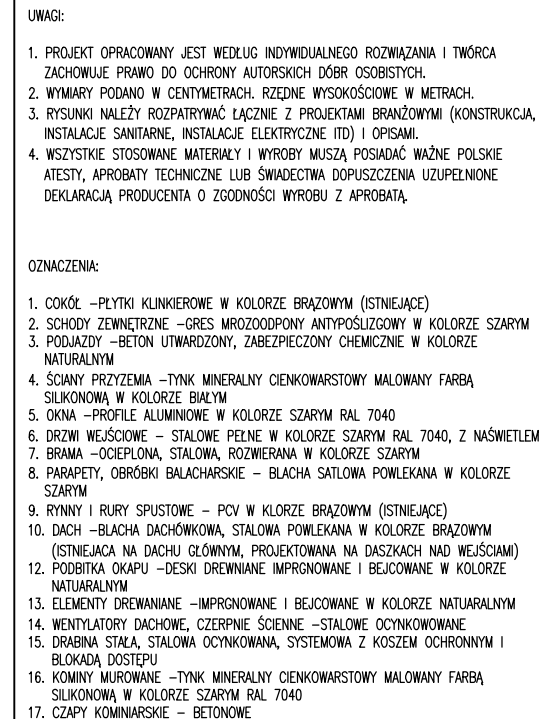 UWAGI:
1. PROJEKT OPRACOWANY JEST WEDŁUG INDYWIDUALNEGO ROZWIĄZANIA I TWÓRCA
ZACHOWUJE PRAWO DO OCHRONY AUTORSKICH DÓBR OSOBISTYCH.
2. WYMIARY PODANO W CENTYMETRACH. RZĘDNE WYSOKOŚCIOWE W METRACH.
3. RYSUNKI NALEŻY ROZPATRYWAĆ ŁĄCZNIE Z PROJEKTAMI BRANŻOWYMI (KONSTRUKCJA,
INSTALACJE SANITARNE, INSTALACJE ELEKTRYCZNE ITD) I OPISAMI.
4. WSZYSTKIE STOSOWANE MATERIAŁY I WYROBY MUSZĄ POSIADAĆ WAŻNE POLSKIE
ATESTY, APROBATY TECHNICZNE LUB ŚWIADECTWA DOPUSZCZENIA UZUPEŁNIONE
DEKLARACJĄ PRODUCENTA O ZGODNOŚCI WYROBU Z APROBATĄ.
OZNACZENIA:
1. COKÓŁ –PŁYTKI KLINKIEROWE W KOLORZE BRĄZOWYM (ISTNIEJĄCE)
2. SCHODY ZEWNĘTRZNE –GRES MROZOODPONY ANTYPOŚLIZGOWY W KOLORZE SZARYM
3. PODJAZDY –BETON UTWARDZONY, ZABEZPIECZONY CHEMICZNIE W KOLORZE
NATURALNYM
4. ŚCIANY PRZYZEMIA –TYNK MINERALNY CIENKOWARSTOWY MALOWANY FARBĄ
SILIKONOWĄ W KOLORZE BIAŁYM
5. OKNA –PROFILE ALUMINIOWE W KOLORZE SZARYM RAL 7040
6. DRZWI WEJŚCIOWE – STALOWE PEŁNE W KOLORZE SZARYM RAL 7040, Z NAŚWIETLEM
7. BRAMA –OCIEPLONA, STALOWA, ROZWIERANA W KOLORZE SZARYM
8. PARAPETY, OBRÓBKI BALACHARSKIE – BLACHA SATLOWA POWLEKANA W KOLORZE
SZARYM
9. RYNNY I RURY SPUSTOWE – PCV W KLORZE BRĄZOWYM (ISTNIEJĄCE)
10. DACH –BLACHA DACHÓWKOWA, STALOWA POWLEKANA W KOLORZE BRĄZOWYM
(ISTNIEJACA NA DACHU GŁÓWNYM, PROJEKTOWANA NA DASZKACH NAD WEJŚCIAMI)
12. PODBITKA OKAPU –DESKI DREWNIANE IMPRGNOWANE I BEJCOWANE W KOLORZE
NATUARALNYM
13. ELEMENTY DREWANIANE –IMPRGNOWANE I BEJCOWANE W KOLORZE NATUARALNYM
14. WENTYLATORY DACHOWE, CZERPNIE ŚCIENNE –STALOWE OCYNKOWOWANE
15. DRABINA STAŁA, STALOWA OCYNKOWANA, SYSTEMOWA Z KOSZEM OCHRONNYM I
BLOKADĄ DOSTĘPU
16. KOMINY MUROWANE –TYNK MINERALNY CIENKOWARSTOWY MALOWANY FARBĄ
SILIKONOWĄ W KOLORZE SZARYM RAL 7040
17. CZAPY KOMINIARSKIE – BETONOWE